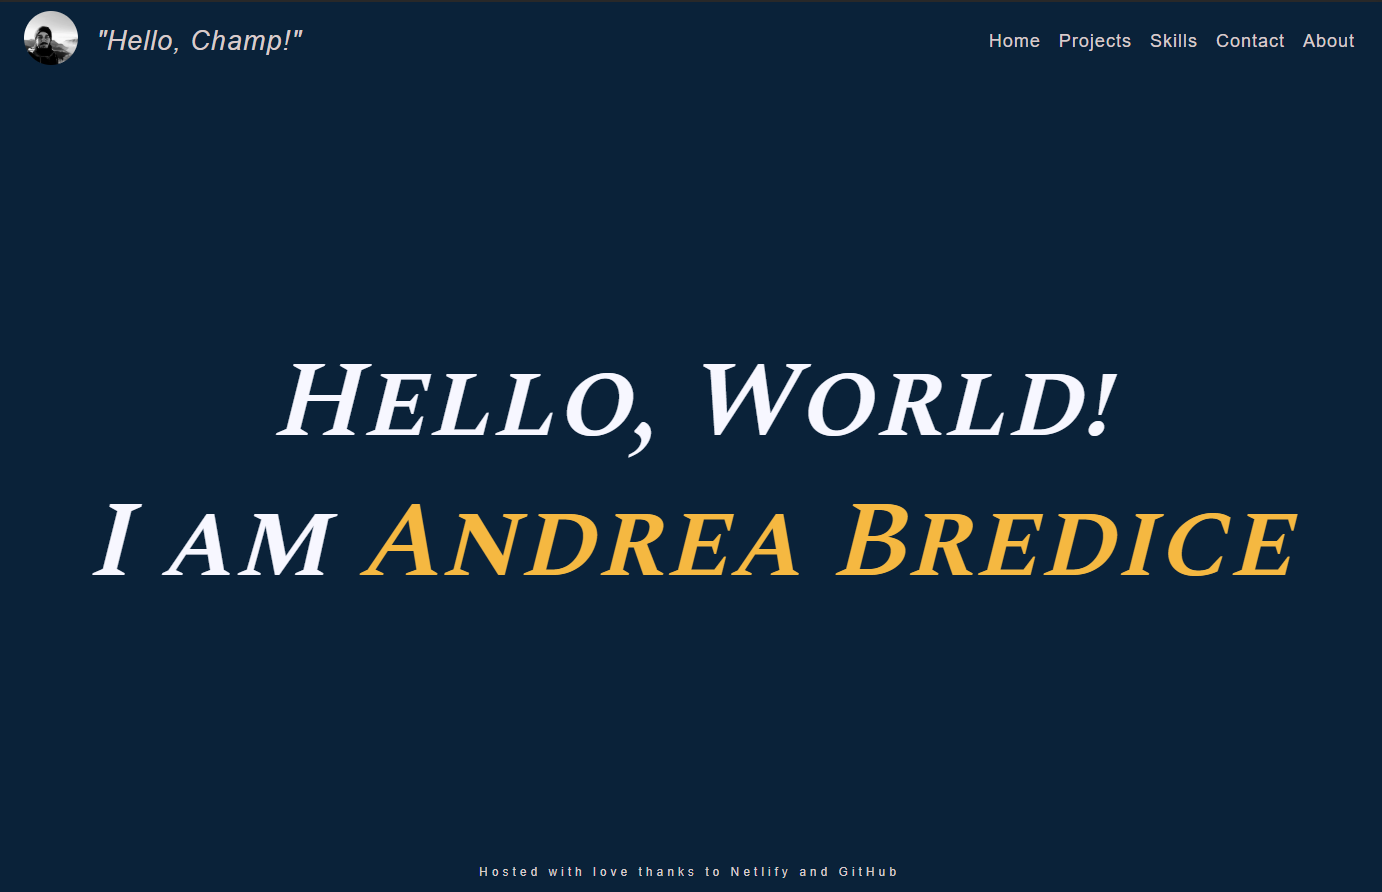 "Hello, Champ!"
Home Projects Skills Contact About
Hello, World!
I am Andrea Bredice
Hosted with love thanks to Netlify and GitHub